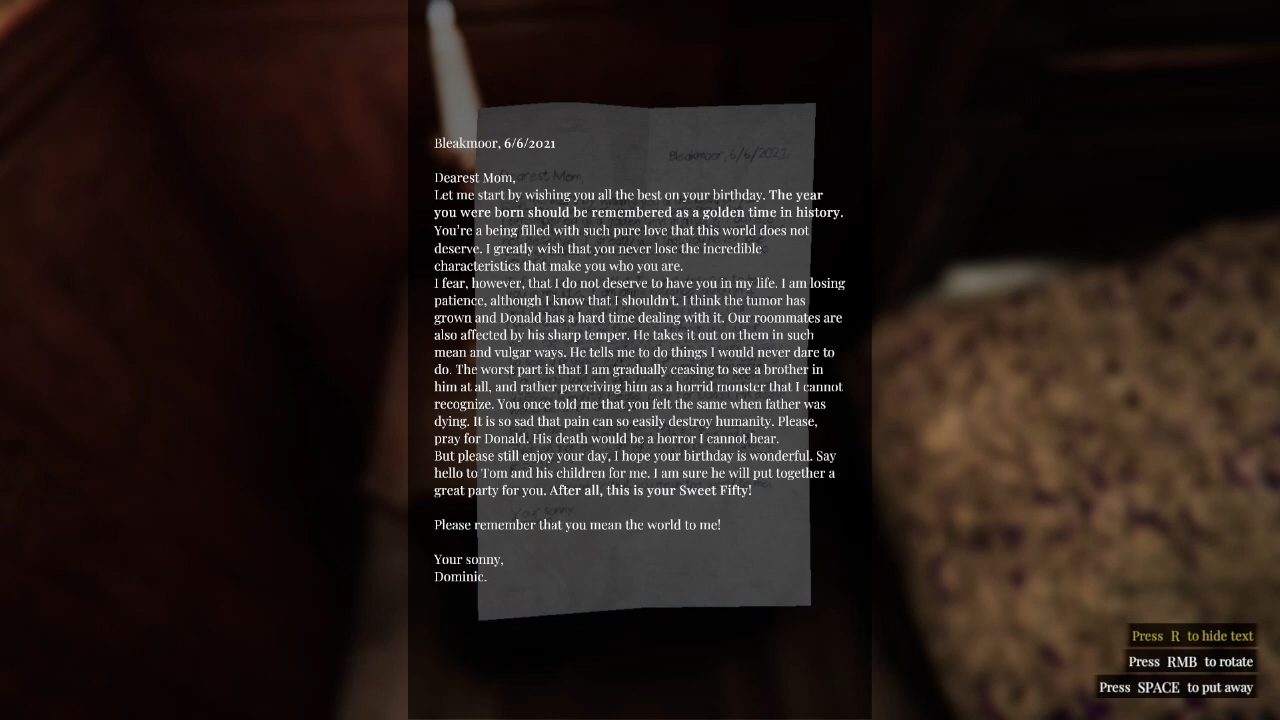 Bleakmoor, 6/6/2021
Bleakmoor, 6/6/2021
Dearest Mom,
arest Mom
Let me start by wishing you all the best on your birthday. The year
you were born should be remembered as a golden time in history.
You're a being filled with such pure love that this world does not
deserve. I greatly wish that you never lose the incredible
characteristics that make you who you are.
I fear, however, that I do not deserve to have you in my life. I am losing
patience, although I know that I shouldn't. I think the tumor has
grown and Donald has a hard time dealing with it. Our roommates are
also affected by his sharp temper. He takes it out on them in such
mean and vulgar ways. He tells me to do things I would never dare to
do. The worst part is that I am gradually ceasing to see a brother in
him at all, and rather perceiving him as a horrid monster that I cannot
recognize. You once told me that you felt the same when father was
dying. It is so sad that pain can so easily destroy humanity. Please,
pray for Donald. His death would be a horror I cannot bear.
But please still enjoy your day, I hope your birthday is wonderful. Say
hello to Tom and his children for me. I am sure he will put together a
great party for you. After all, this is your Sweet Fifty!
Your sonny
Please remember that you mean the world to me!
Your sonny,
Dominic.
Press R to hide text
Press RMB to rotate
Press SPACE to put away